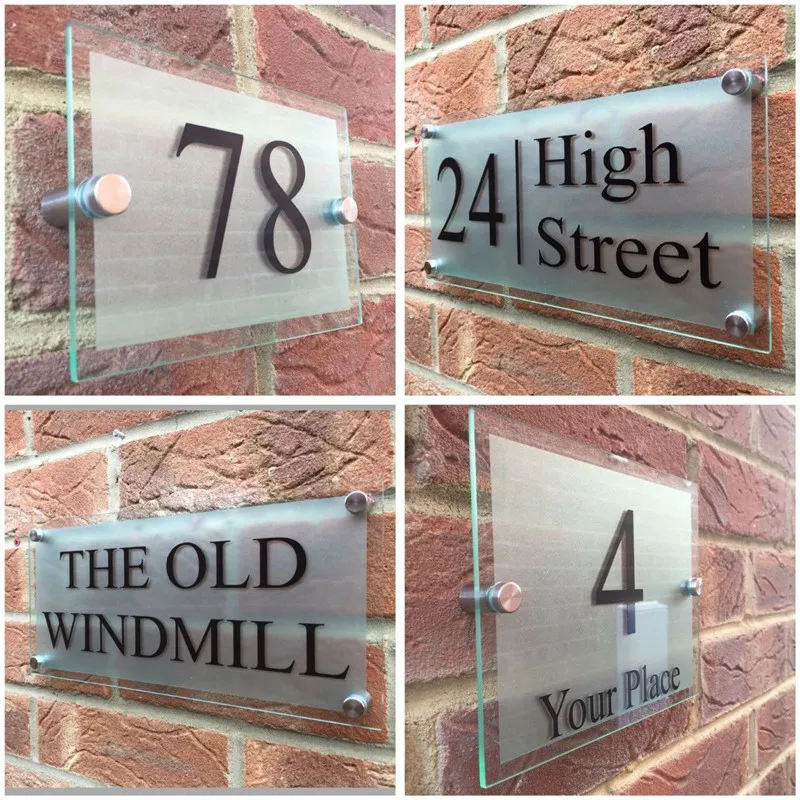 78
24 | High
Street
THE OLD
WINDMILL
4
Your Place